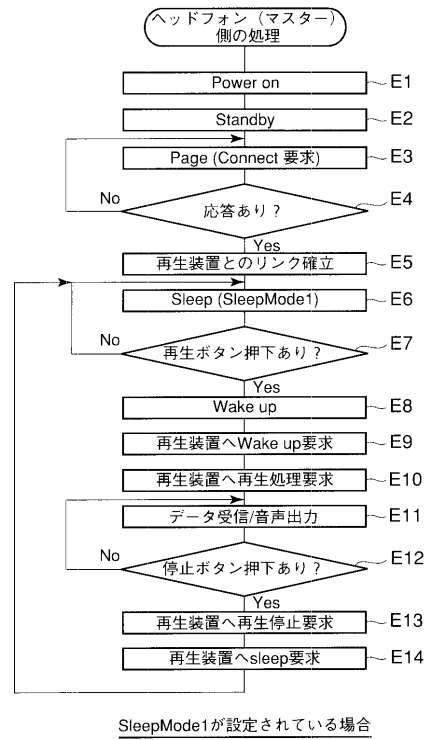 ヘッドフォン（マスター）
側の処理
Power on E1
Standby E2
Page (Connect 要求) E3
応答あり？ E4
No
Yes
再生装置とのリンク確立 E5
Sleep (SleepMode1) E6
再生ボタン押下あり？ E7
No
Yes
Wake up E8
再生装置へWake up要求 E9
再生装置へ再生処理要求 E10
データ受信/音声出力 E11
停止ボタン押下あり？ E12
No
Yes
再生装置へ再生停止要求 E13
再生装置へsleep要求 E14
SleepMode1が設定されている場合